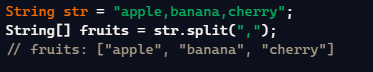 String str = "apple,banana,cherry";
String[] fruits = str.split(",");
// fruits: ["apple", "banana", "cherry"]